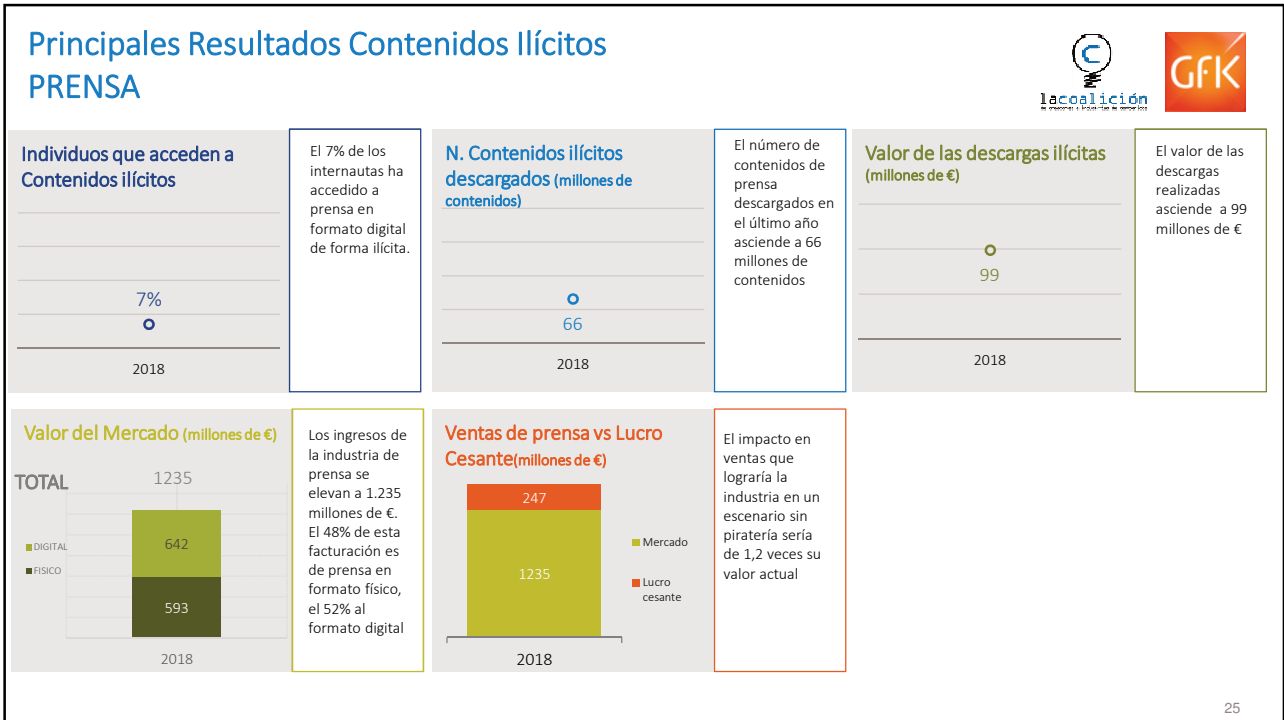 Principales Resultados Contenidos Ilícitos
PRENSA
lacoalición
GFK
Individuos que acceden a
Contenidos ilícitos
7%
2018
El 7% de los
internautas ha
accedido a
prensa en
formato digital
de forma ilícita.
N. Contenidos ilícitos
descargados (millones de
contenidos)
66
2018
El número de
contenidos de
prensa
descargados en
el último año
asciende a 66
millones de
contenidos
Valor de las descargas ilícitas
(millones de €)
99
2018
El valor de las
descargas
realizadas
asciende a 99
millones de €
Valor del Mercado (millones de €)
TOTAL
1235
DIGITAL
FISICO
642
593
2018
Los ingresos de
la industria de
prensa se
elevan a 1.235
millones de €.
El 48% de esta
facturación es
de prensa en
formato físico,
el 52% al
formato digital
Ventas de prensa vs Lucro
Cesante(millones de €)
247
1235
Mercado
Lucro
cesante
2018
El impacto en
ventas que
lograría la
industria en un
escenario sin
piratería sería
de 1,2 veces su
valor actual
25